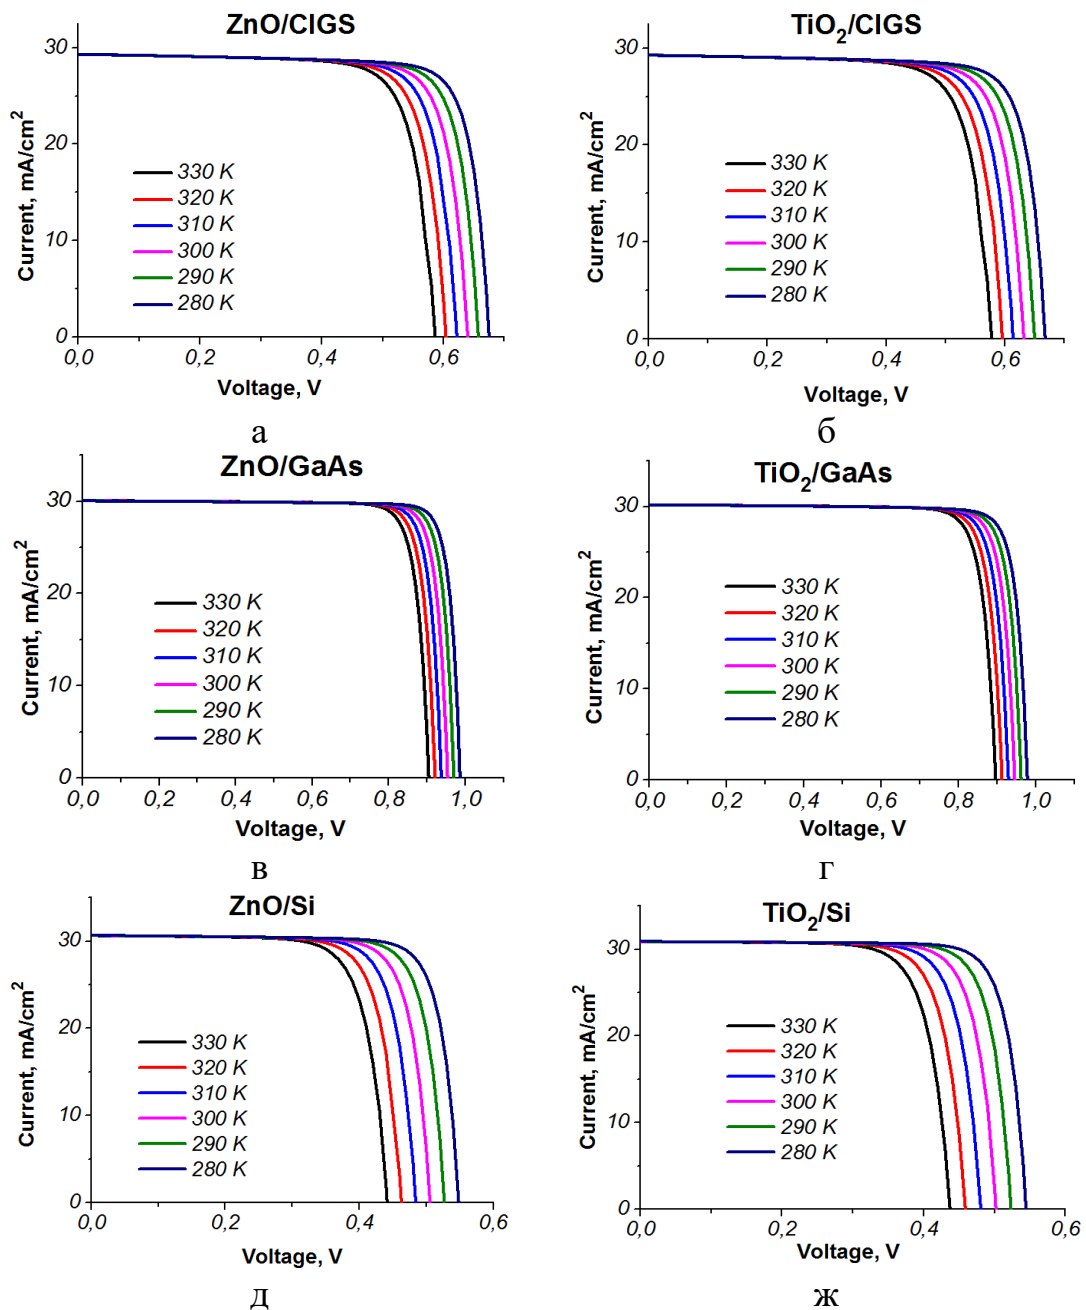 ZnO/CIGS
Current, mA/cm²
30
20
10
0
330 K
320 K
310 K
300 K
290 K
280 K
0,0
0,2
0,4
0,6
Voltage, V
а
TiO₂/CIGS
Current, mA/cm²
30
20
10
0
330 K
320 K
310 K
300 K
290 K
280 K
0,0
0,2
0,4
0,6
Voltage, V
б
ZnO/GaAs
Current, mA/cm²
30
20
10
0
330 K
320 K
310 K
300 K
290 K
280 K
0,0
0,2
0,4
0,6
0,8
1,0
Voltage, V
в
TiO₂/GaAs
Current, mA/cm²
30
20
10
0
330 K
320 K
310 K
300 K
290 K
280 K
0,0
0,2
0,4
0,6
0,8
1,0
Voltage, V
г
ZnO/Si
Current, mA/cm²
30
20
10
0
330 K
320 K
310 K
300 K
290 K
280 K
0,0
0,2
0,4
0,6
Voltage, V
д
TiO₂/Si
Current, mA/cm²
30
20
10
0
330 K
320 K
310 K
300 K
290 K
280 K
0,0
0,2
0,4
0,6
Voltage, V
ж